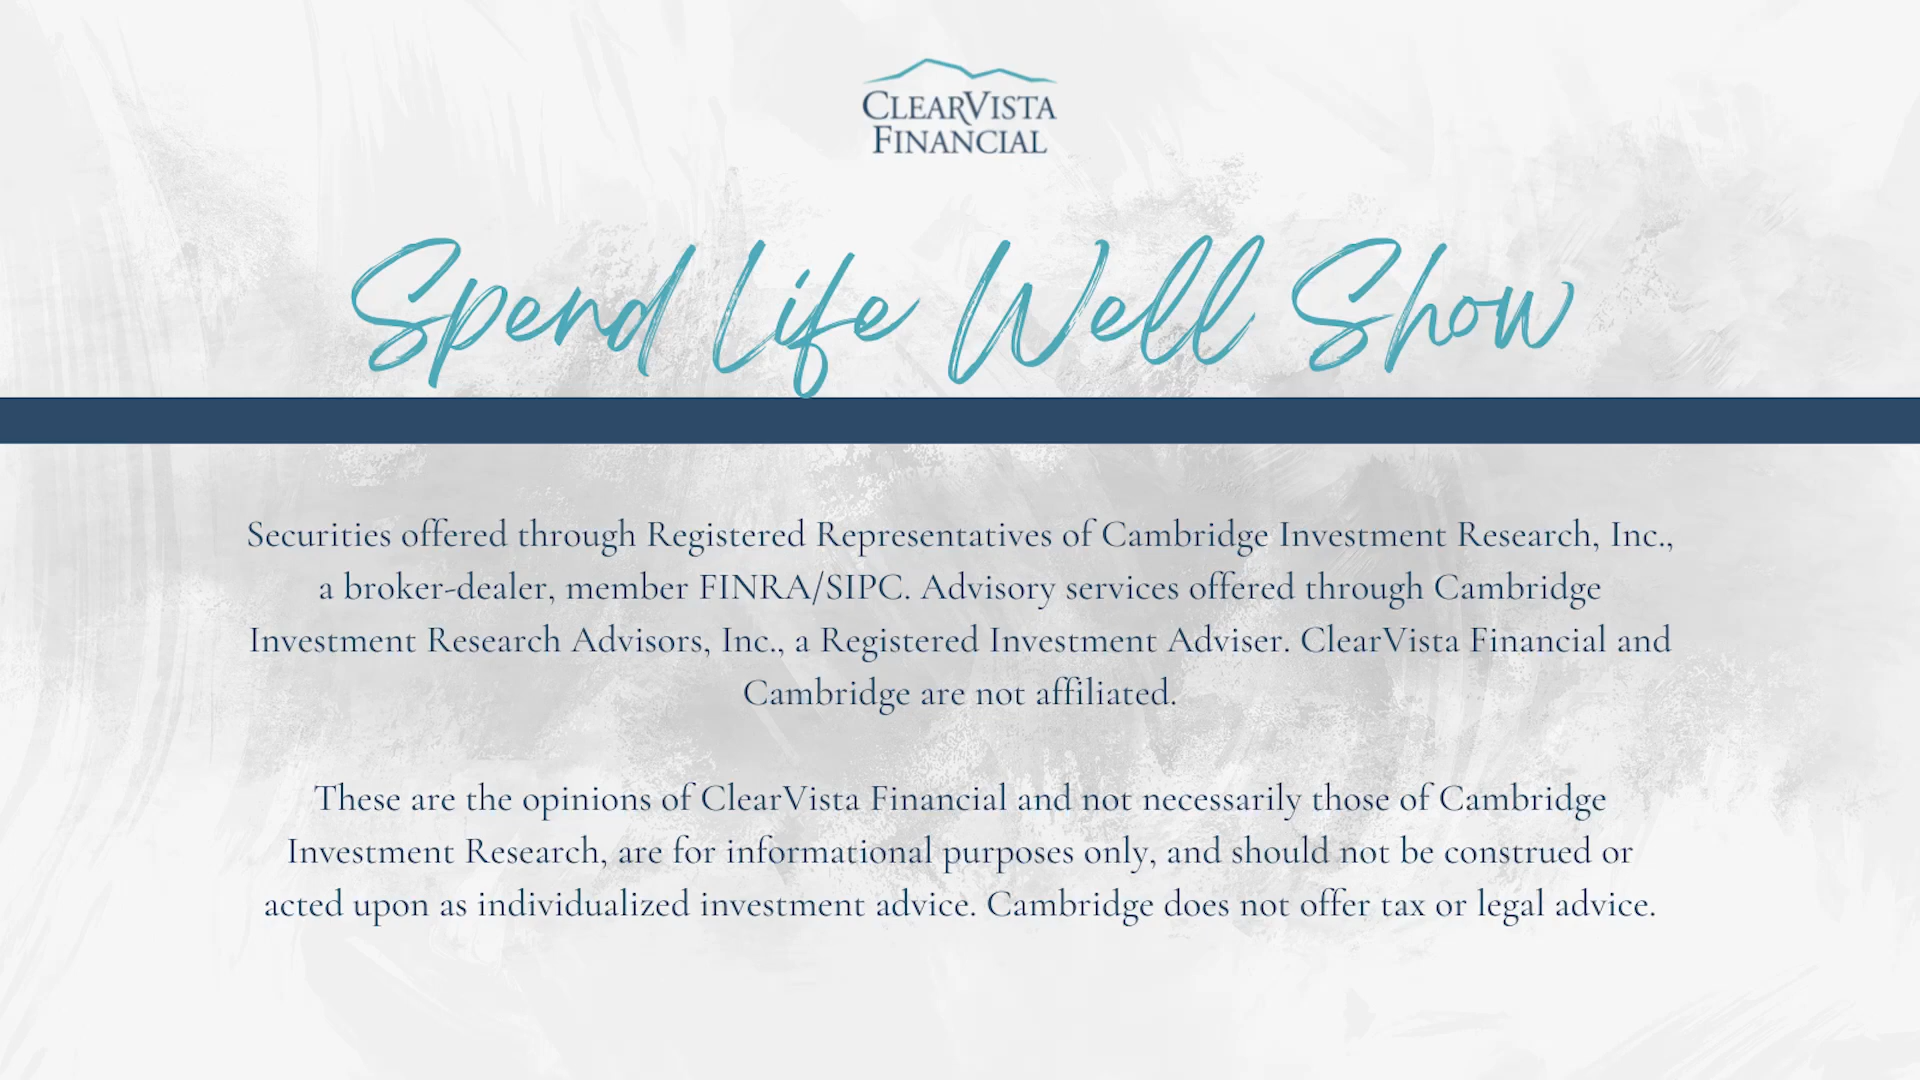 CLEARVISTA
FINANCIAL
Spend Life Well Show
Securities offered through Registered Representatives of Cambridge Investment Research, Inc.,
a broker-dealer, member FINRA/SIPC. Advisory services offered through Cambridge
Investment Research Advisors, Inc., a Registered Investment Adviser. ClearVista Financial and
Cambridge are not affiliated.
These are the opinions of ClearVista Financial and not necessarily those of Cambridge
Investment Research, are for informational purposes only, and should not be construed or
acted upon as individualized investment advice. Cambridge does not offer tax or legal advice.